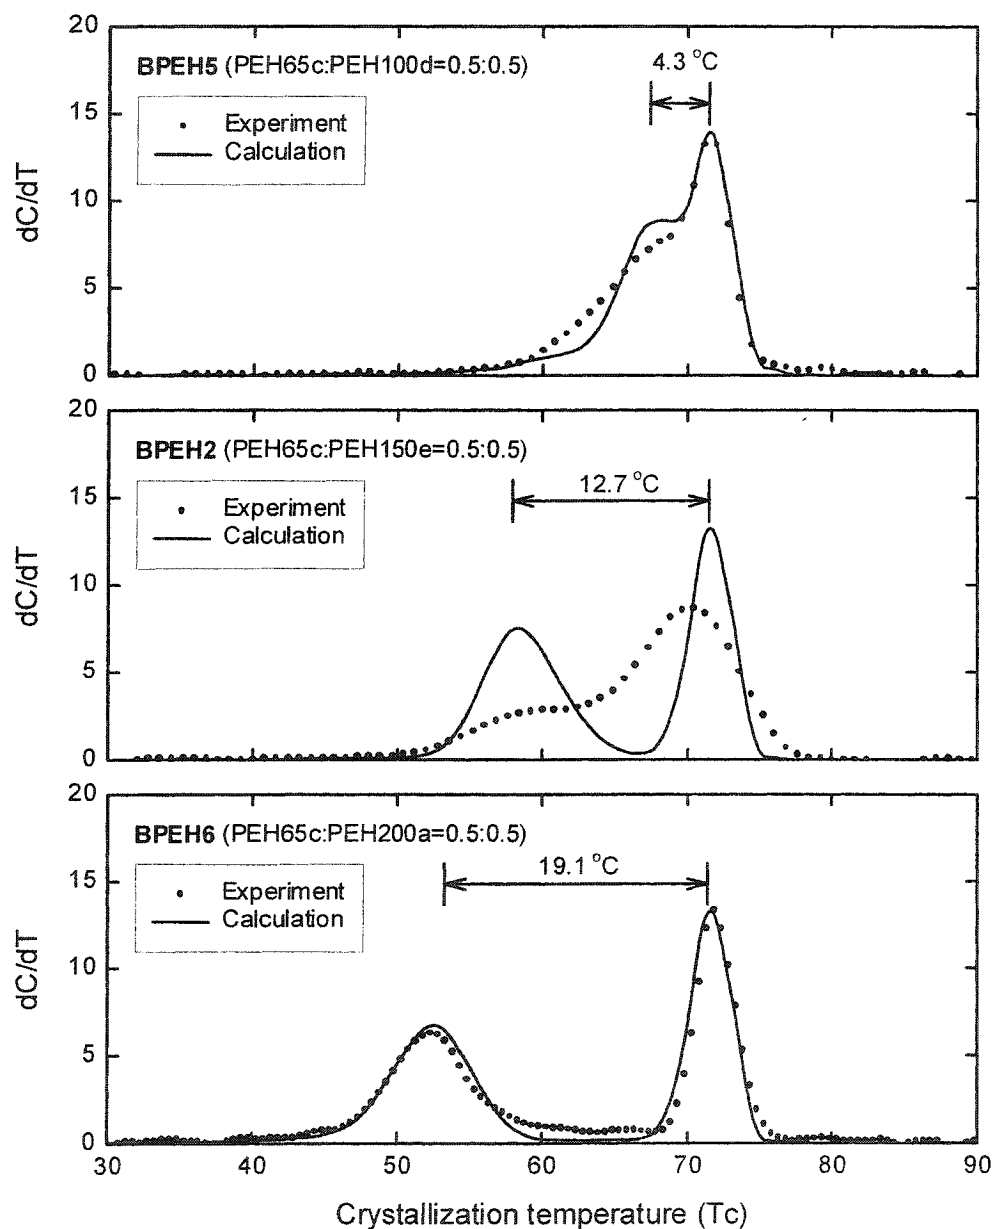 20
BPEH5 (PEH65c:PEH100d=0.5:0.5)
4.3 °C
15
Experiment
Calculation
dC/dT
10
5
0
20
BPEH2 (PEH65c:PEH150e=0.5:0.5)
12.7 °C
15
Experiment
Calculation
dC/dT
10
5
0
20
BPEH6 (PEH65c:PEH200a=0.5:0.5)
19.1 °C
15
Experiment
Calculation
dC/dT
10
5
0
30 40 50 60 70 80 90
Crystallization temperature (Tc)